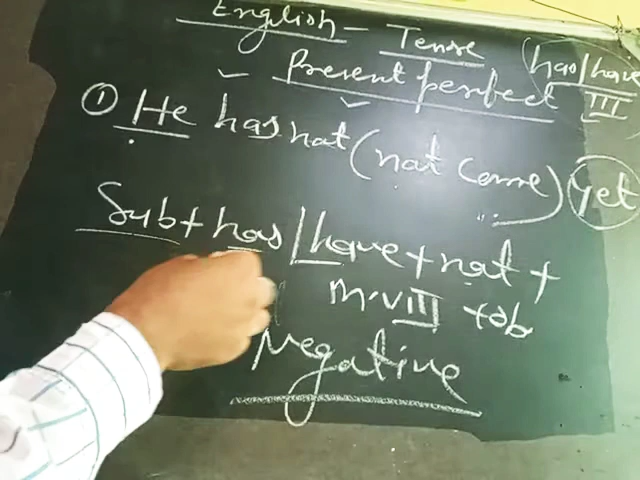 English - Tense
Present perfect
has/have
III
① He has not (not come) yet
Sub + has/have + not +
M.V III + ob
Negative